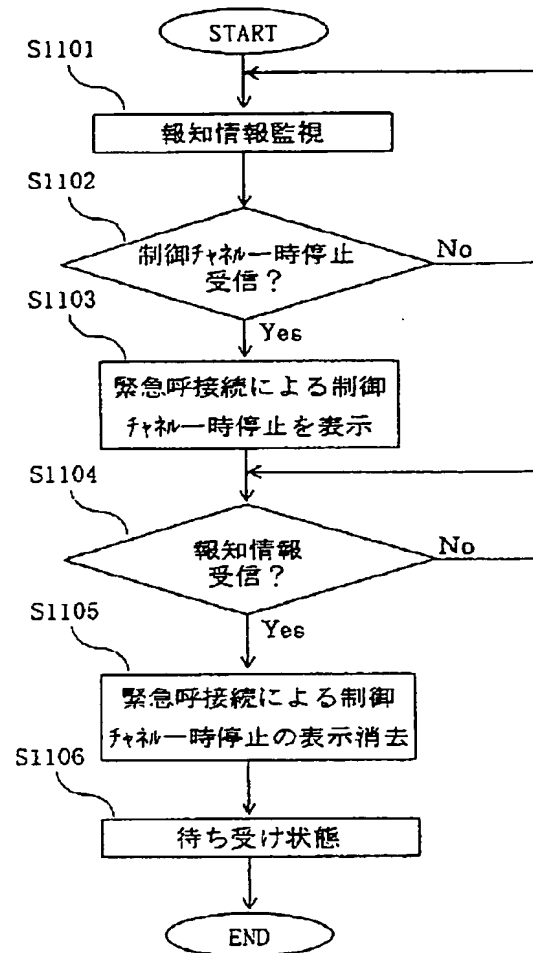 START
S1101
報知情報監視
S1102
制御ﾁｬﾈﾙ一時停止
受信？
No
S1103
Yes
緊急呼接続による制御
ﾁｬﾈﾙ一時停止を表示
S1104
報知情報
受信？
No
S1105
Yes
緊急呼接続による制御
ﾁｬﾈﾙ一時停止の表示消去
S1106
待ち受け状態
END